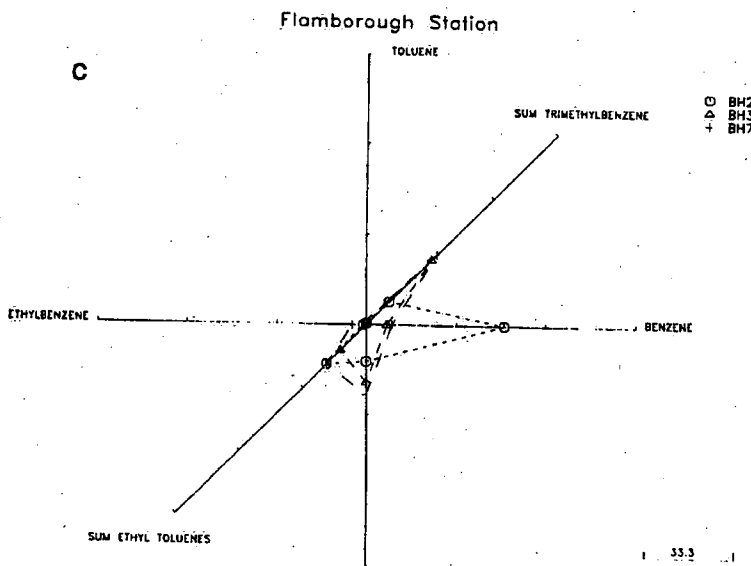 Flamborough Station
C
TOLUENE
SUM TRIMETHYLBENZENE
BH2
BH3
BH7
ETHYLBENZENE
BENZENE
SUM ETHYL TOLUENES
33.3